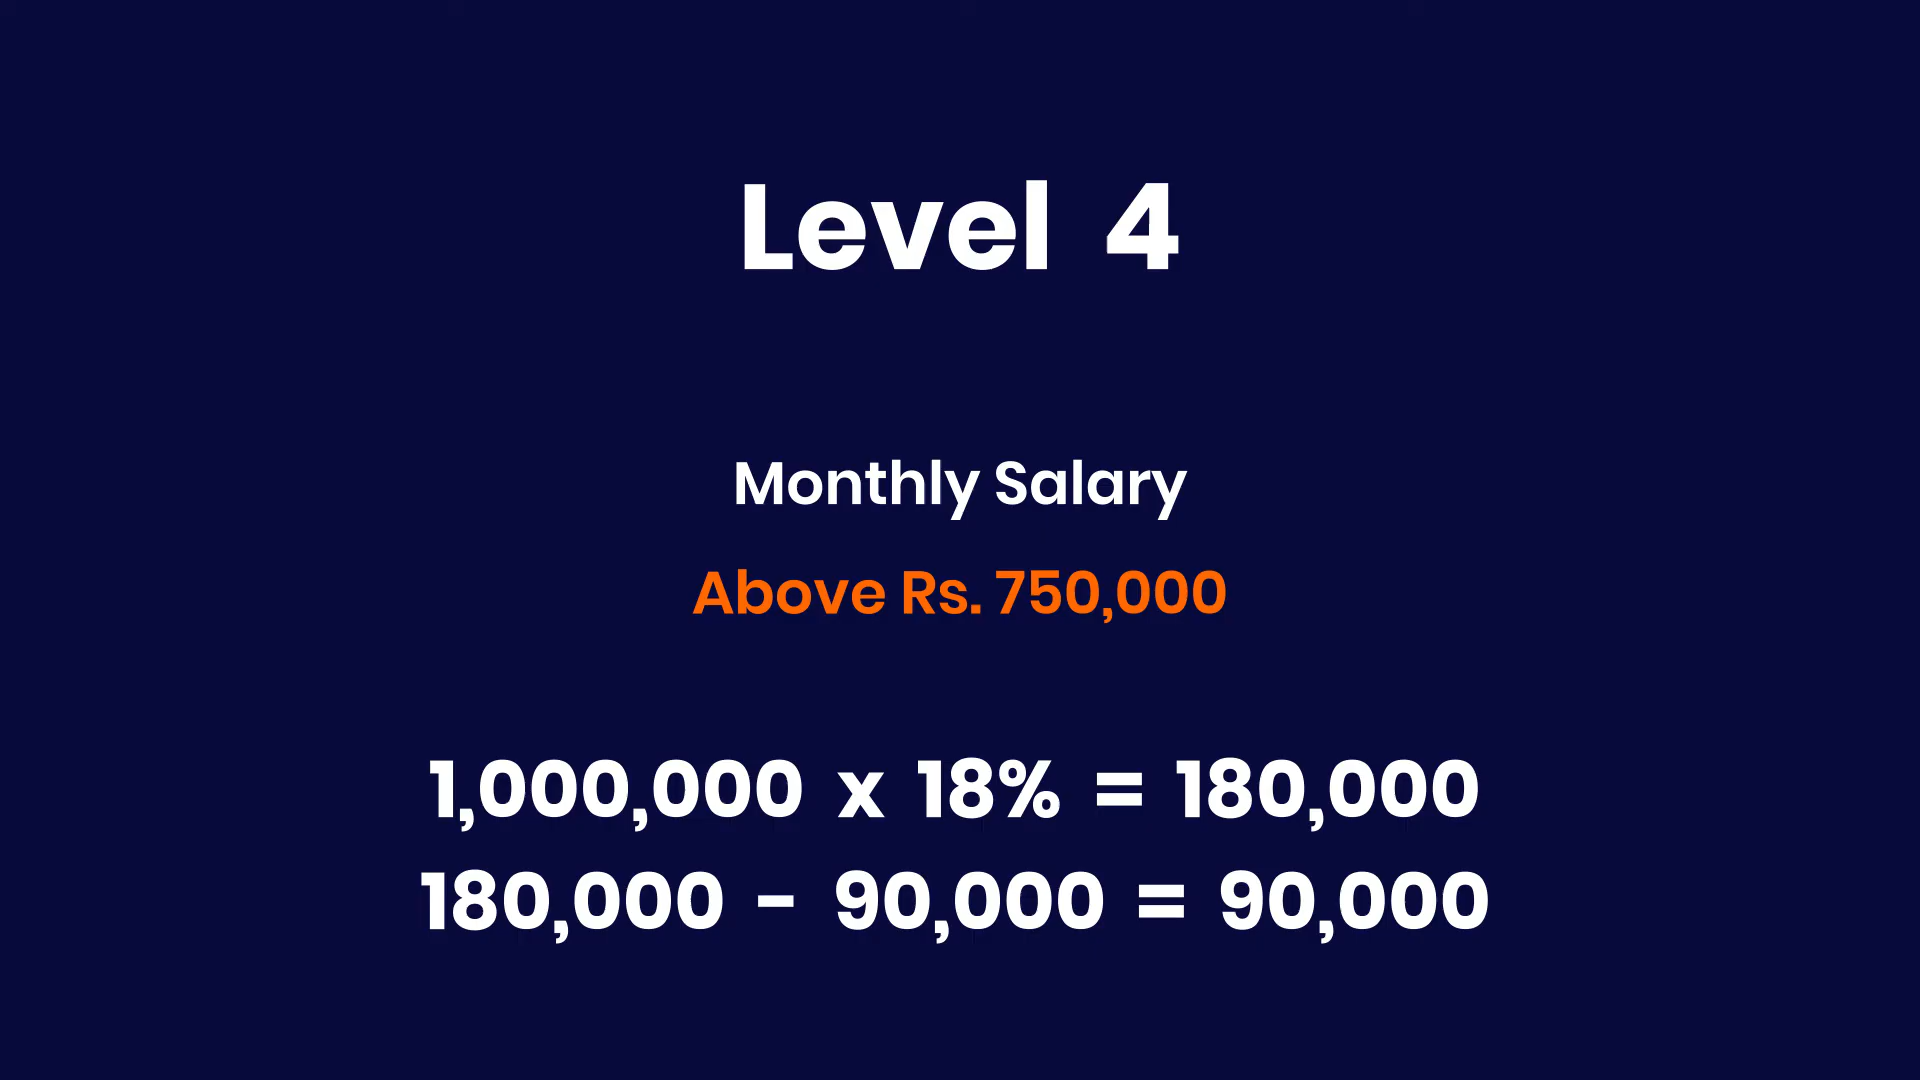 Level 4
Monthly Salary
Above Rs. 750,000
1,000,000 x 18% = 180,000
180,000 - 90,000 = 90,000